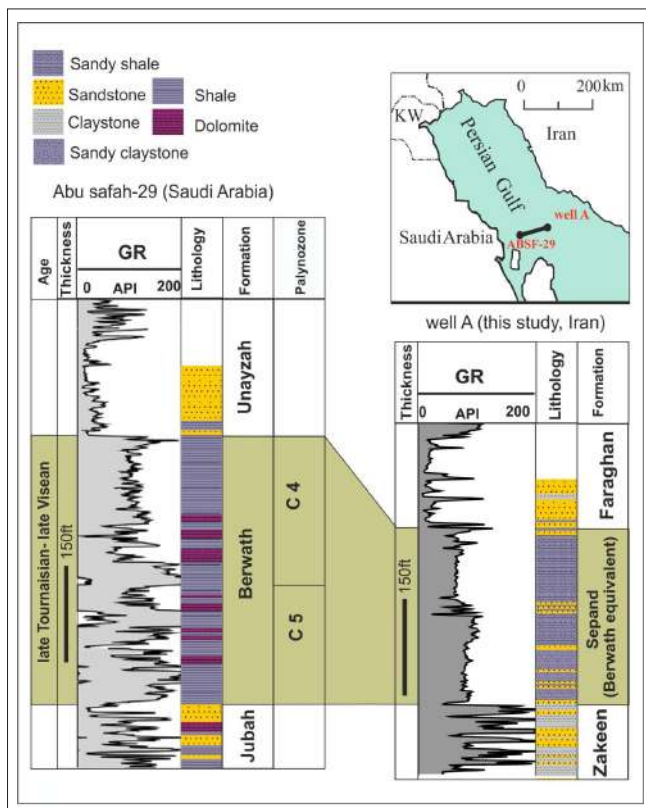 Sandy shale
Sandstone
Shale
Claystone
Dolomite
Sandy claystone
0 200km
KW
Iran
Persian Gulf
well A
Saudi Arabia
ABSF-29
Abu safah-29 (Saudi Arabia)
Age
Thickness
GR
0 API 200
Lithology
Formation
Palynozone
late Tournaisian- late Visean
150ft
Unayzah
Berwath
Jubah
C 4
C 5
well A (this study, Iran)
Thickness
GR
0 API 200
Lithology
Formation
150ft
Faraghan
Sepand
(Berwath equivalent)
Zakeen